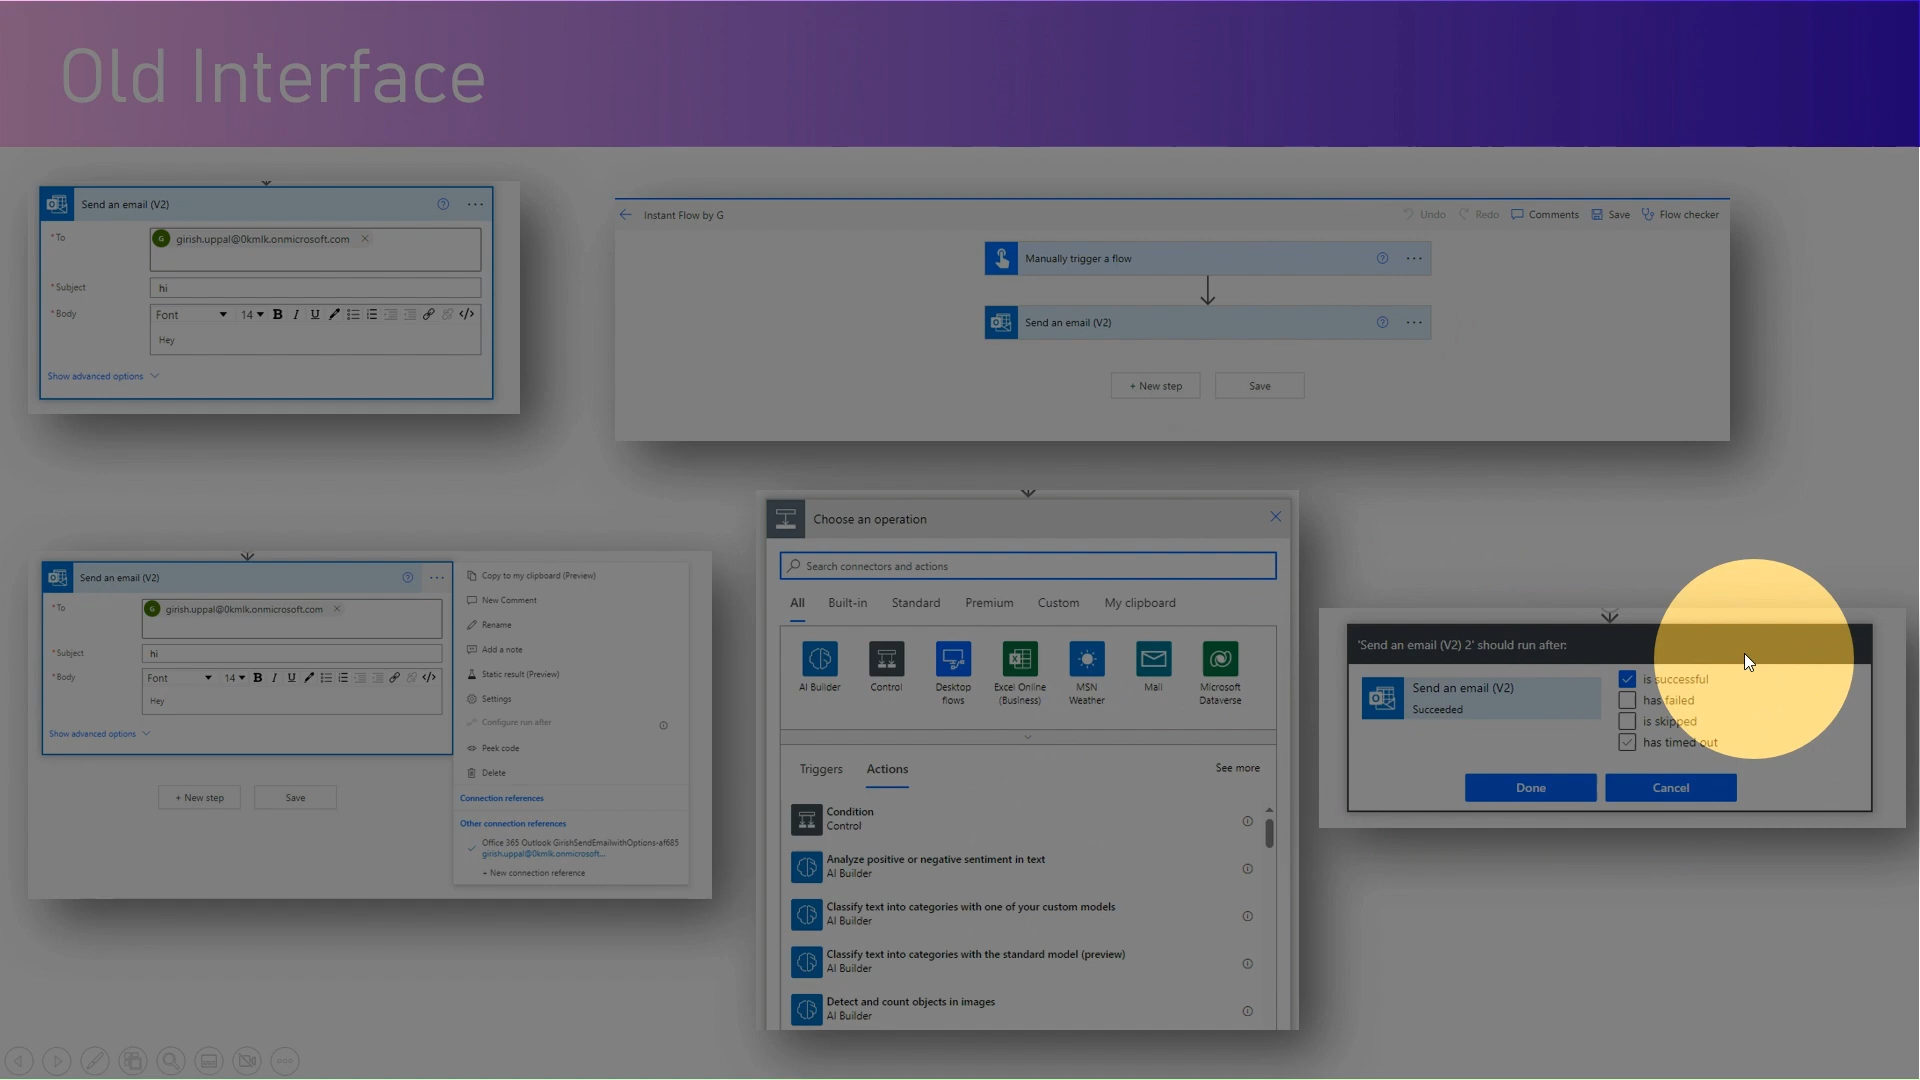 Old Interface
Send an email (V2)
* To
G girish.uppal@0kmlk.onmicrosoft.com
* Subject
hi
* Body
Font 14 B I U
Hey
Show advanced options
Instant Flow by G
Undo Redo Comments Save Flow checker
Manually trigger a flow
Send an email (V2)
+ New step Save
Send an email (V2)
* To
G girish.uppal@0kmlk.onmicrosoft.com
* Subject
hi
* Body
Font 14 B I U
Hey
Show advanced options
+ New step Save
Copy to my clipboard (Preview)
New Comment
Rename
Add a note
Static result (Preview)
Settings
Configure run after
Peek code
Delete
Connection references
Other connection references
Office 365 Outlook GirishSendEmailwithOptions-af685
girish.uppal@0kmlk.onmicrosoft...
+ New connection reference
Choose an operation
Search connectors and actions
All Built-in Standard Premium Custom My clipboard
AI Builder
Control
Desktop
flows
Excel Online
(Business)
MSN
Weather
Mail
Microsoft
Dataverse
Triggers Actions See more
Condition
Control
Analyze positive or negative sentiment in text
AI Builder
Classify text into categories with one of your custom models
AI Builder
Classify text into categories with the standard model (preview)
AI Builder
Detect and count objects in images
AI Builder
'Send an email (V2) 2' should run after:
Send an email (V2)
Succeeded
is successful
has failed
is skipped
has timed out
Done Cancel